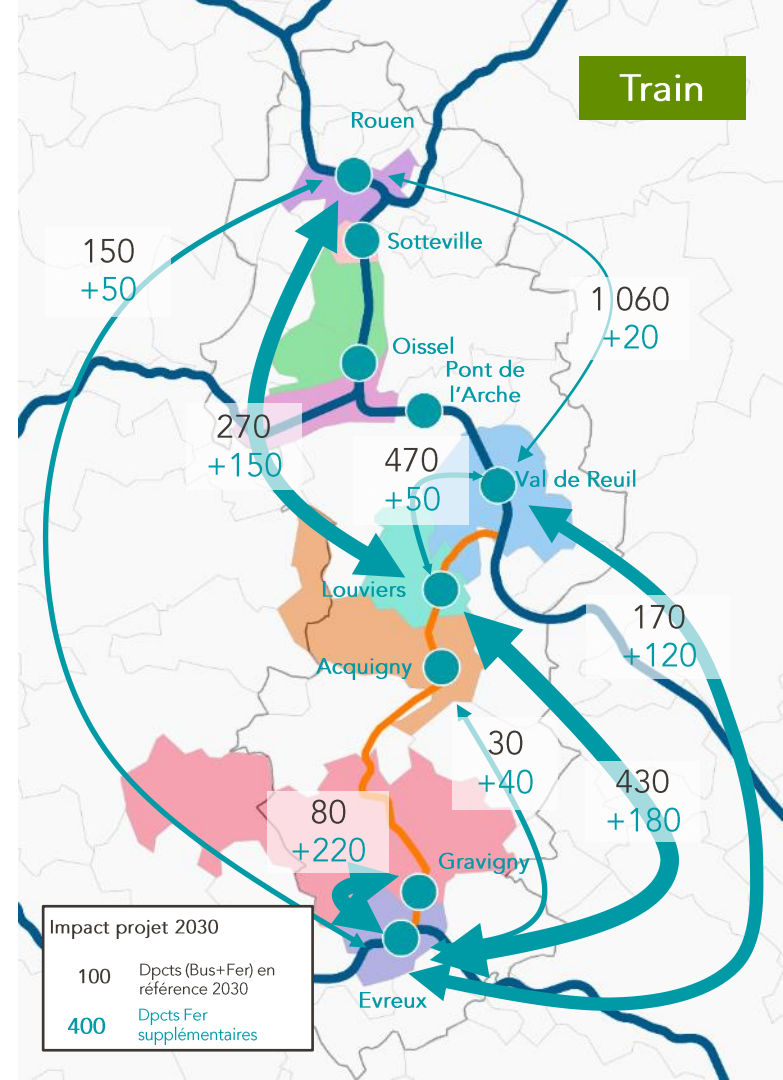 Train
Rouen
Sotteville
150
+50
1 060
+20
Oissel
Pont de
l'Arche
270
+150
470
+50
Val de Reuil
Louviers
170
+120
Acquigny
30
+40
430
+180
80
+220
Gravigny
Impact projet 2030
100
Dpcts (Bus+Fer) en
référence 2030
400
Dpcts Fer
supplémentaires
Evreux